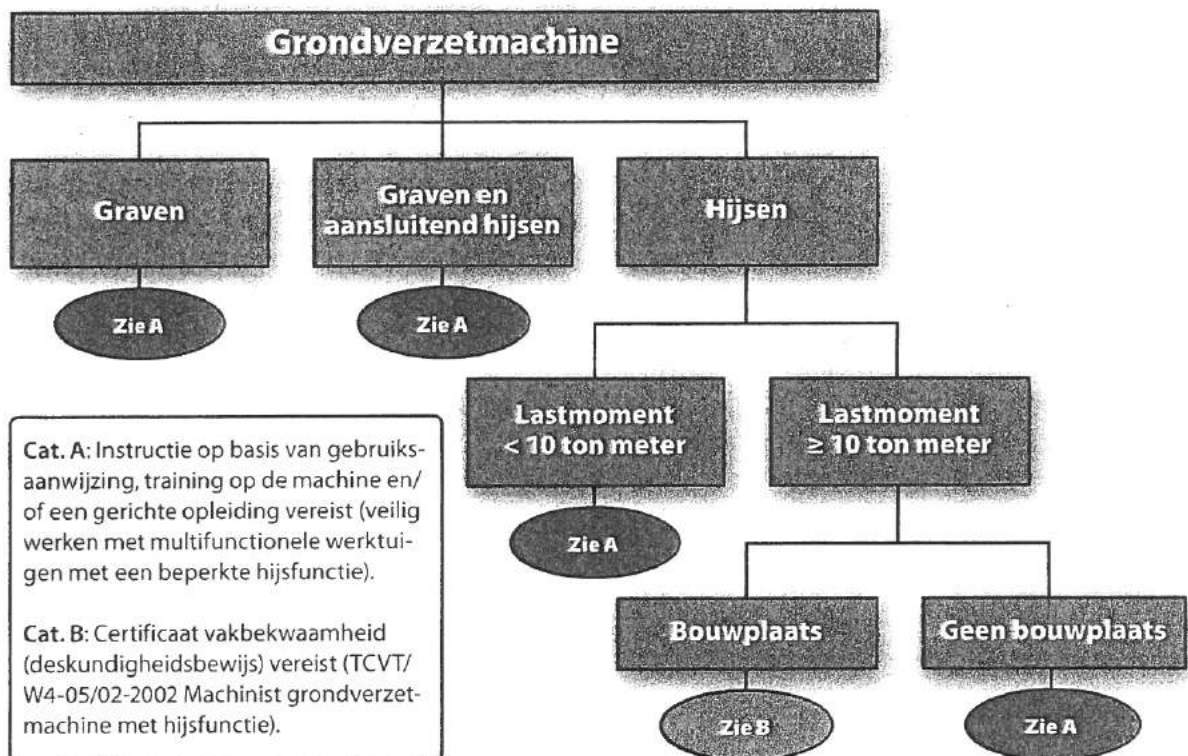 Grondverzetmachine
Graven
Graven en
aansluitend hijsen
Hijsen
Zie A
Zie A
Lastmoment
< 10 ton meter
Lastmoment
≥ 10 ton meter
Zie A
Bouwplaats
Geen bouwplaats
Zie B
Zie A
Cat. A: Instructie op basis van gebruiks-
aanwijzing, training op de machine en/
of een gerichte opleiding vereist (veilig
werken met multifunctionele werktui-
gen met een beperkte hijsfunctie).
Cat. B: Certificaat vakbekwaamheid
(deskundigheidsbewijs) vereist (TCVT/
W4-05/02-2002 Machinist grondverzet-
machine met hijsfunctie).